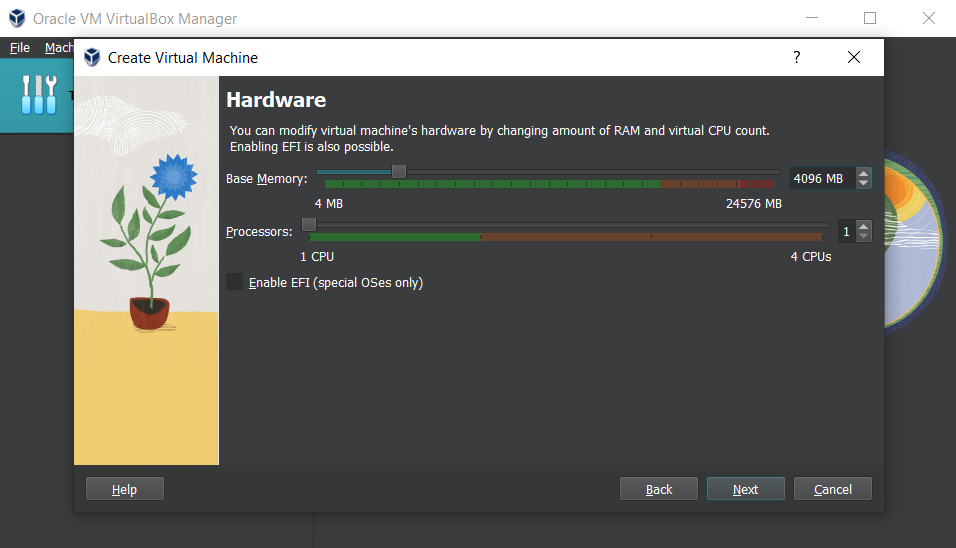 Oracle VM VirtualBox Manager
File Mach
Create Virtual Machine ?
Hardware
You can modify virtual machine's hardware by changing amount of RAM and virtual CPU count.
Enabling EFI is also possible.
Base Memory: 4096 MB
4 MB 24576 MB
Processors: 1
1 CPU 4 CPUs
Enable EFI (special OSes only)
Help Back Next Cancel